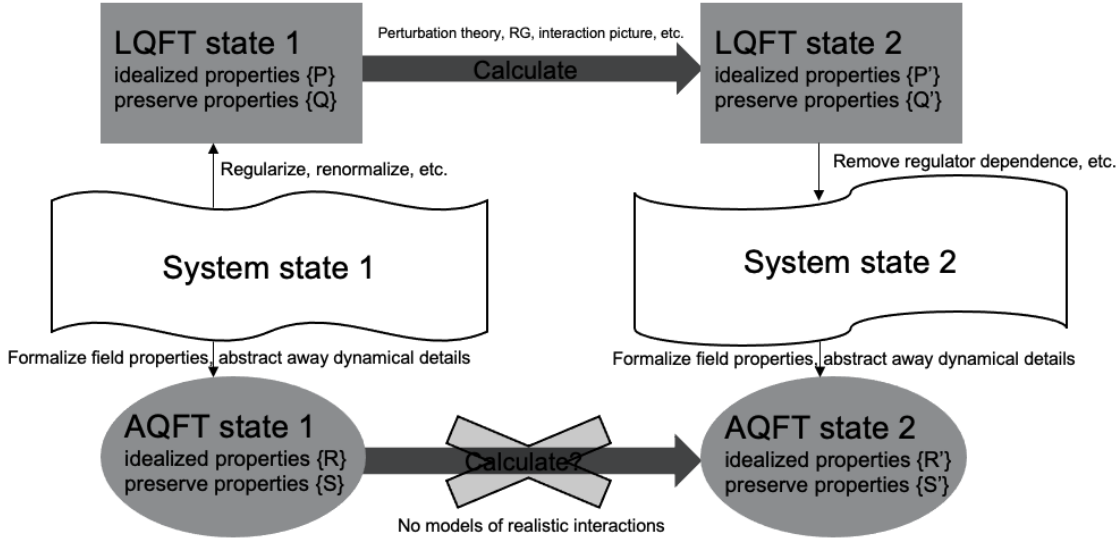 LQFT state 1
idealized properties {P}
preserve properties {Q}
Perturbation theory, RG, interaction picture, etc.
Calculate
LQFT state 2
idealized properties {P’}
preserve properties {Q’}
Regularize, renormalize, etc.
Remove regulator dependence, etc.
System state 1
System state 2
Formalize field properties, abstract away dynamical details
Formalize field properties, abstract away dynamical details
AQFT state 1
idealized properties {R}
preserve properties {S}
Calculate?
No models of realistic interactions
AQFT state 2
idealized properties {R’}
preserve properties {S’}